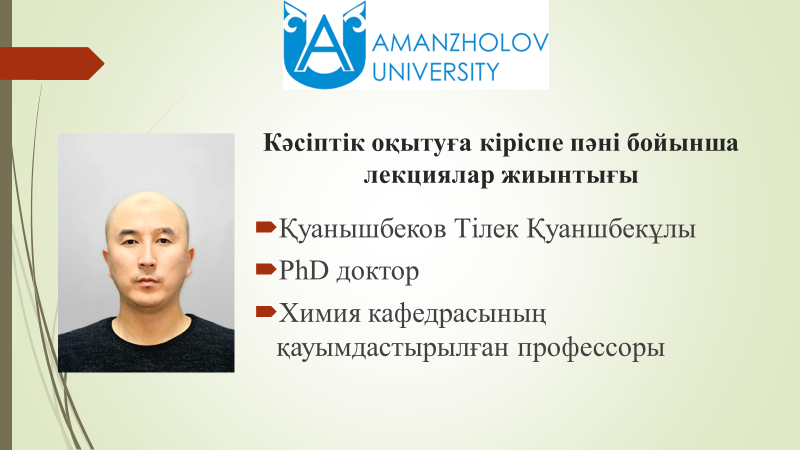 AMANZHOLOV
UNIVERSITY
Кәсіптік оқытуға кіріспе пәні бойынша
лекциялар жиынтығы
Қуанышбеков Тілек Қуаншбекұлы
PhD доктор
Химия кафедрасының
қауымдастырылған профессоры